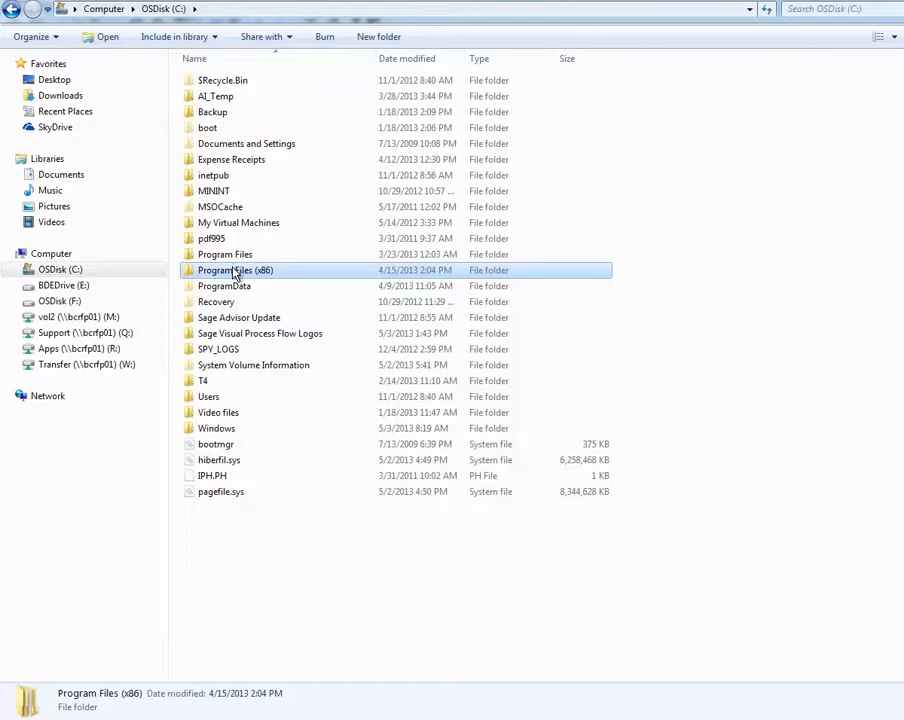 Computer ▸ OSDisk (C:) ▸ Search OSDisk (C:)
Organize Open Include in library Share with Burn New folder
Name Date modified Type Size
Favorites
Desktop
Downloads
Recent Places
SkyDrive
Libraries
Documents
Music
Pictures
Videos
Computer
OSDisk (C:)
BDEDrive (E:)
OSDisk (F:)
vol2 (\\bcrfp01) (M:)
Support (\\bcrfp01) (Q:)
Apps (\\bcrfp01) (R:)
Transfer (\\bcrfp01) (W:)
Network
$Recycle.Bin 11/1/2012 8:40 AM File folder
AI_Temp 3/28/2013 3:44 PM File folder
Backup 1/18/2013 2:09 PM File folder
boot 1/18/2013 2:06 PM File folder
Documents and Settings 7/13/2009 10:08 PM File folder
Expense Receipts 4/12/2013 12:30 PM File folder
inetpub 11/1/2012 8:56 AM File folder
MININT 10/29/2012 10:57 ... File folder
MSOCache 5/17/2011 12:02 PM File folder
My Virtual Machines 5/14/2012 3:33 PM File folder
pdf995 3/31/2011 9:37 AM File folder
Program Files 3/23/2013 12:03 AM File folder
Program Files (x86) 4/15/2013 2:04 PM File folder
ProgramData 4/9/2013 11:05 AM File folder
Recovery 10/29/2012 11:29 ... File folder
Sage Advisor Update 11/1/2012 8:55 AM File folder
Sage Visual Process Flow Logos 5/3/2013 1:43 PM File folder
SPY_LOGS 12/4/2012 2:59 PM File folder
System Volume Information 5/2/2013 5:41 PM File folder
T4 2/14/2013 11:10 AM File folder
Users 11/1/2012 8:40 AM File folder
Video files 1/18/2013 11:47 AM File folder
Windows 5/3/2013 8:19 AM File folder
bootmgr 7/13/2009 6:39 PM System file 375 KB
hiberfil.sys 5/2/2013 4:49 PM System file 6,258,468 KB
IPH.PH 3/31/2011 10:02 AM PH File 1 KB
pagefile.sys 5/2/2013 4:50 PM System file 8,344,628 KB
Program Files (x86) Date modified: 4/15/2013 2:04 PM
File folder